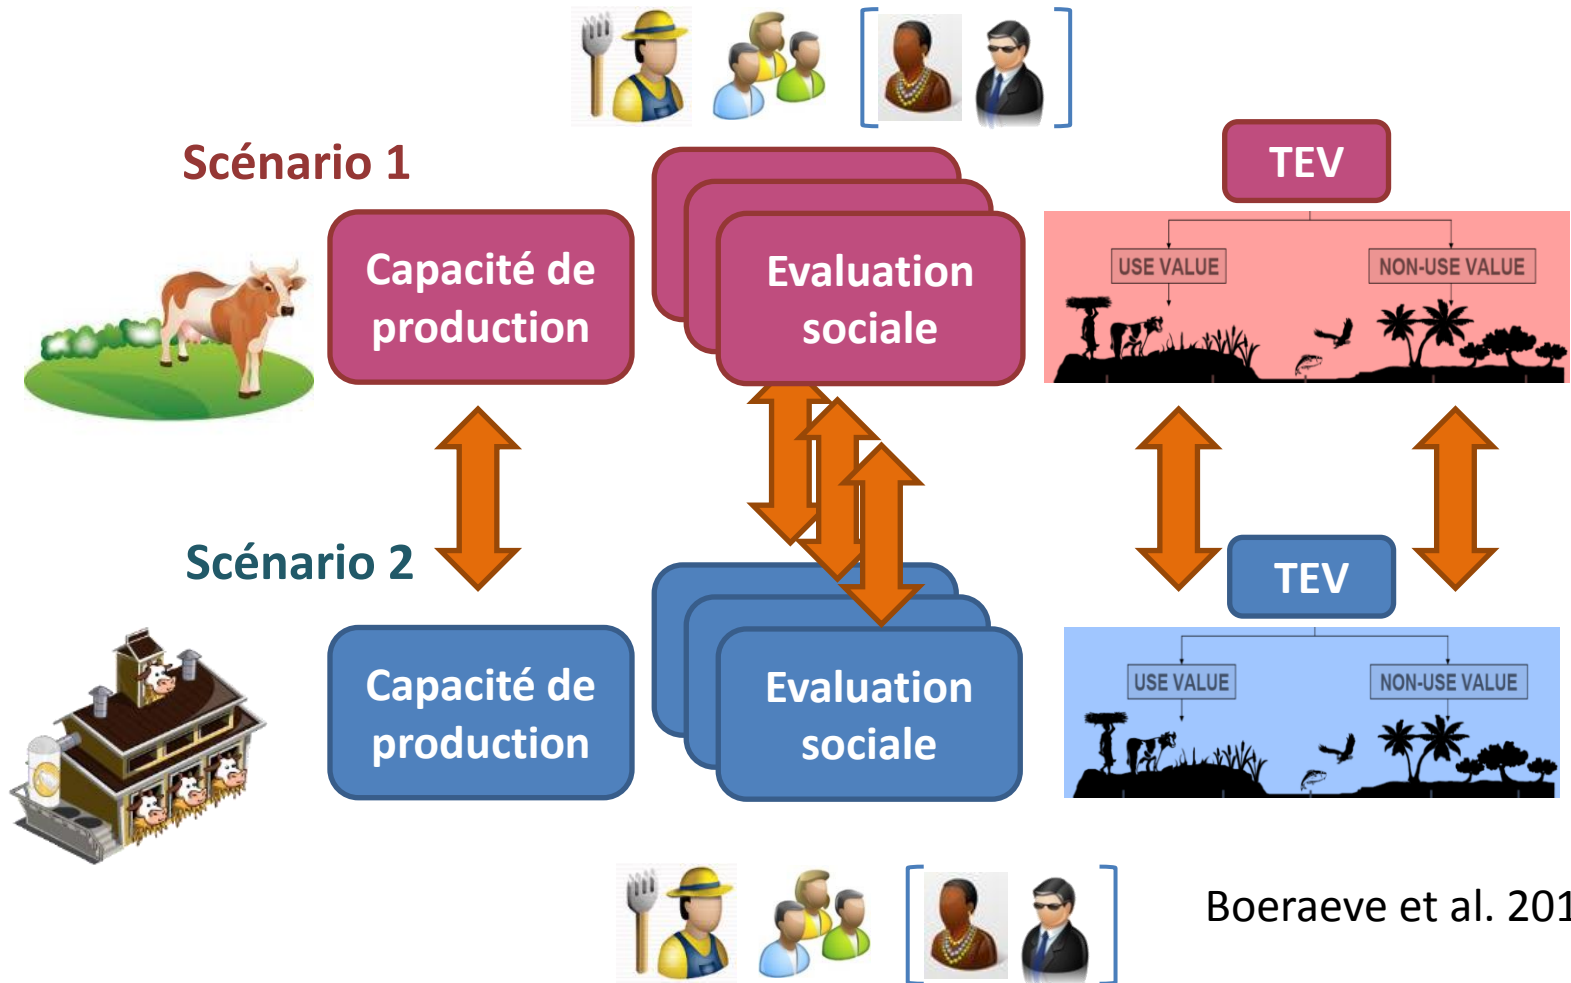 Scénario 1
Capacité de
production
Evaluation
sociale
TEV
USE VALUE
NON-USE VALUE
Scénario 2
Capacité de
production
Evaluation
sociale
TEV
USE VALUE
NON-USE VALUE
Boeraeve et al. 201